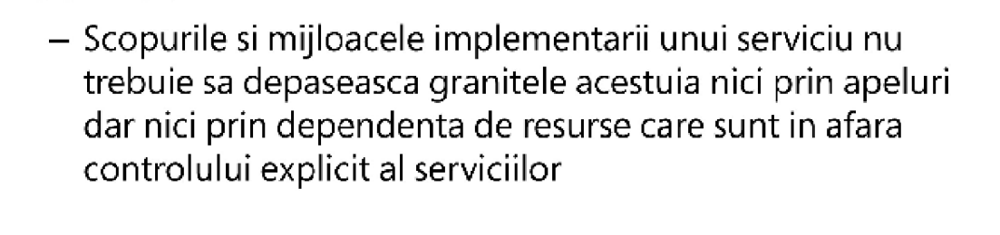 – Scopurile si mijloacele implementarii unui serviciu nu
trebuie sa depaseasca granitele acestuia nici prin apeluri
dar nici prin dependenta de resurse care sunt in afara
controlului explicit al serviciilor